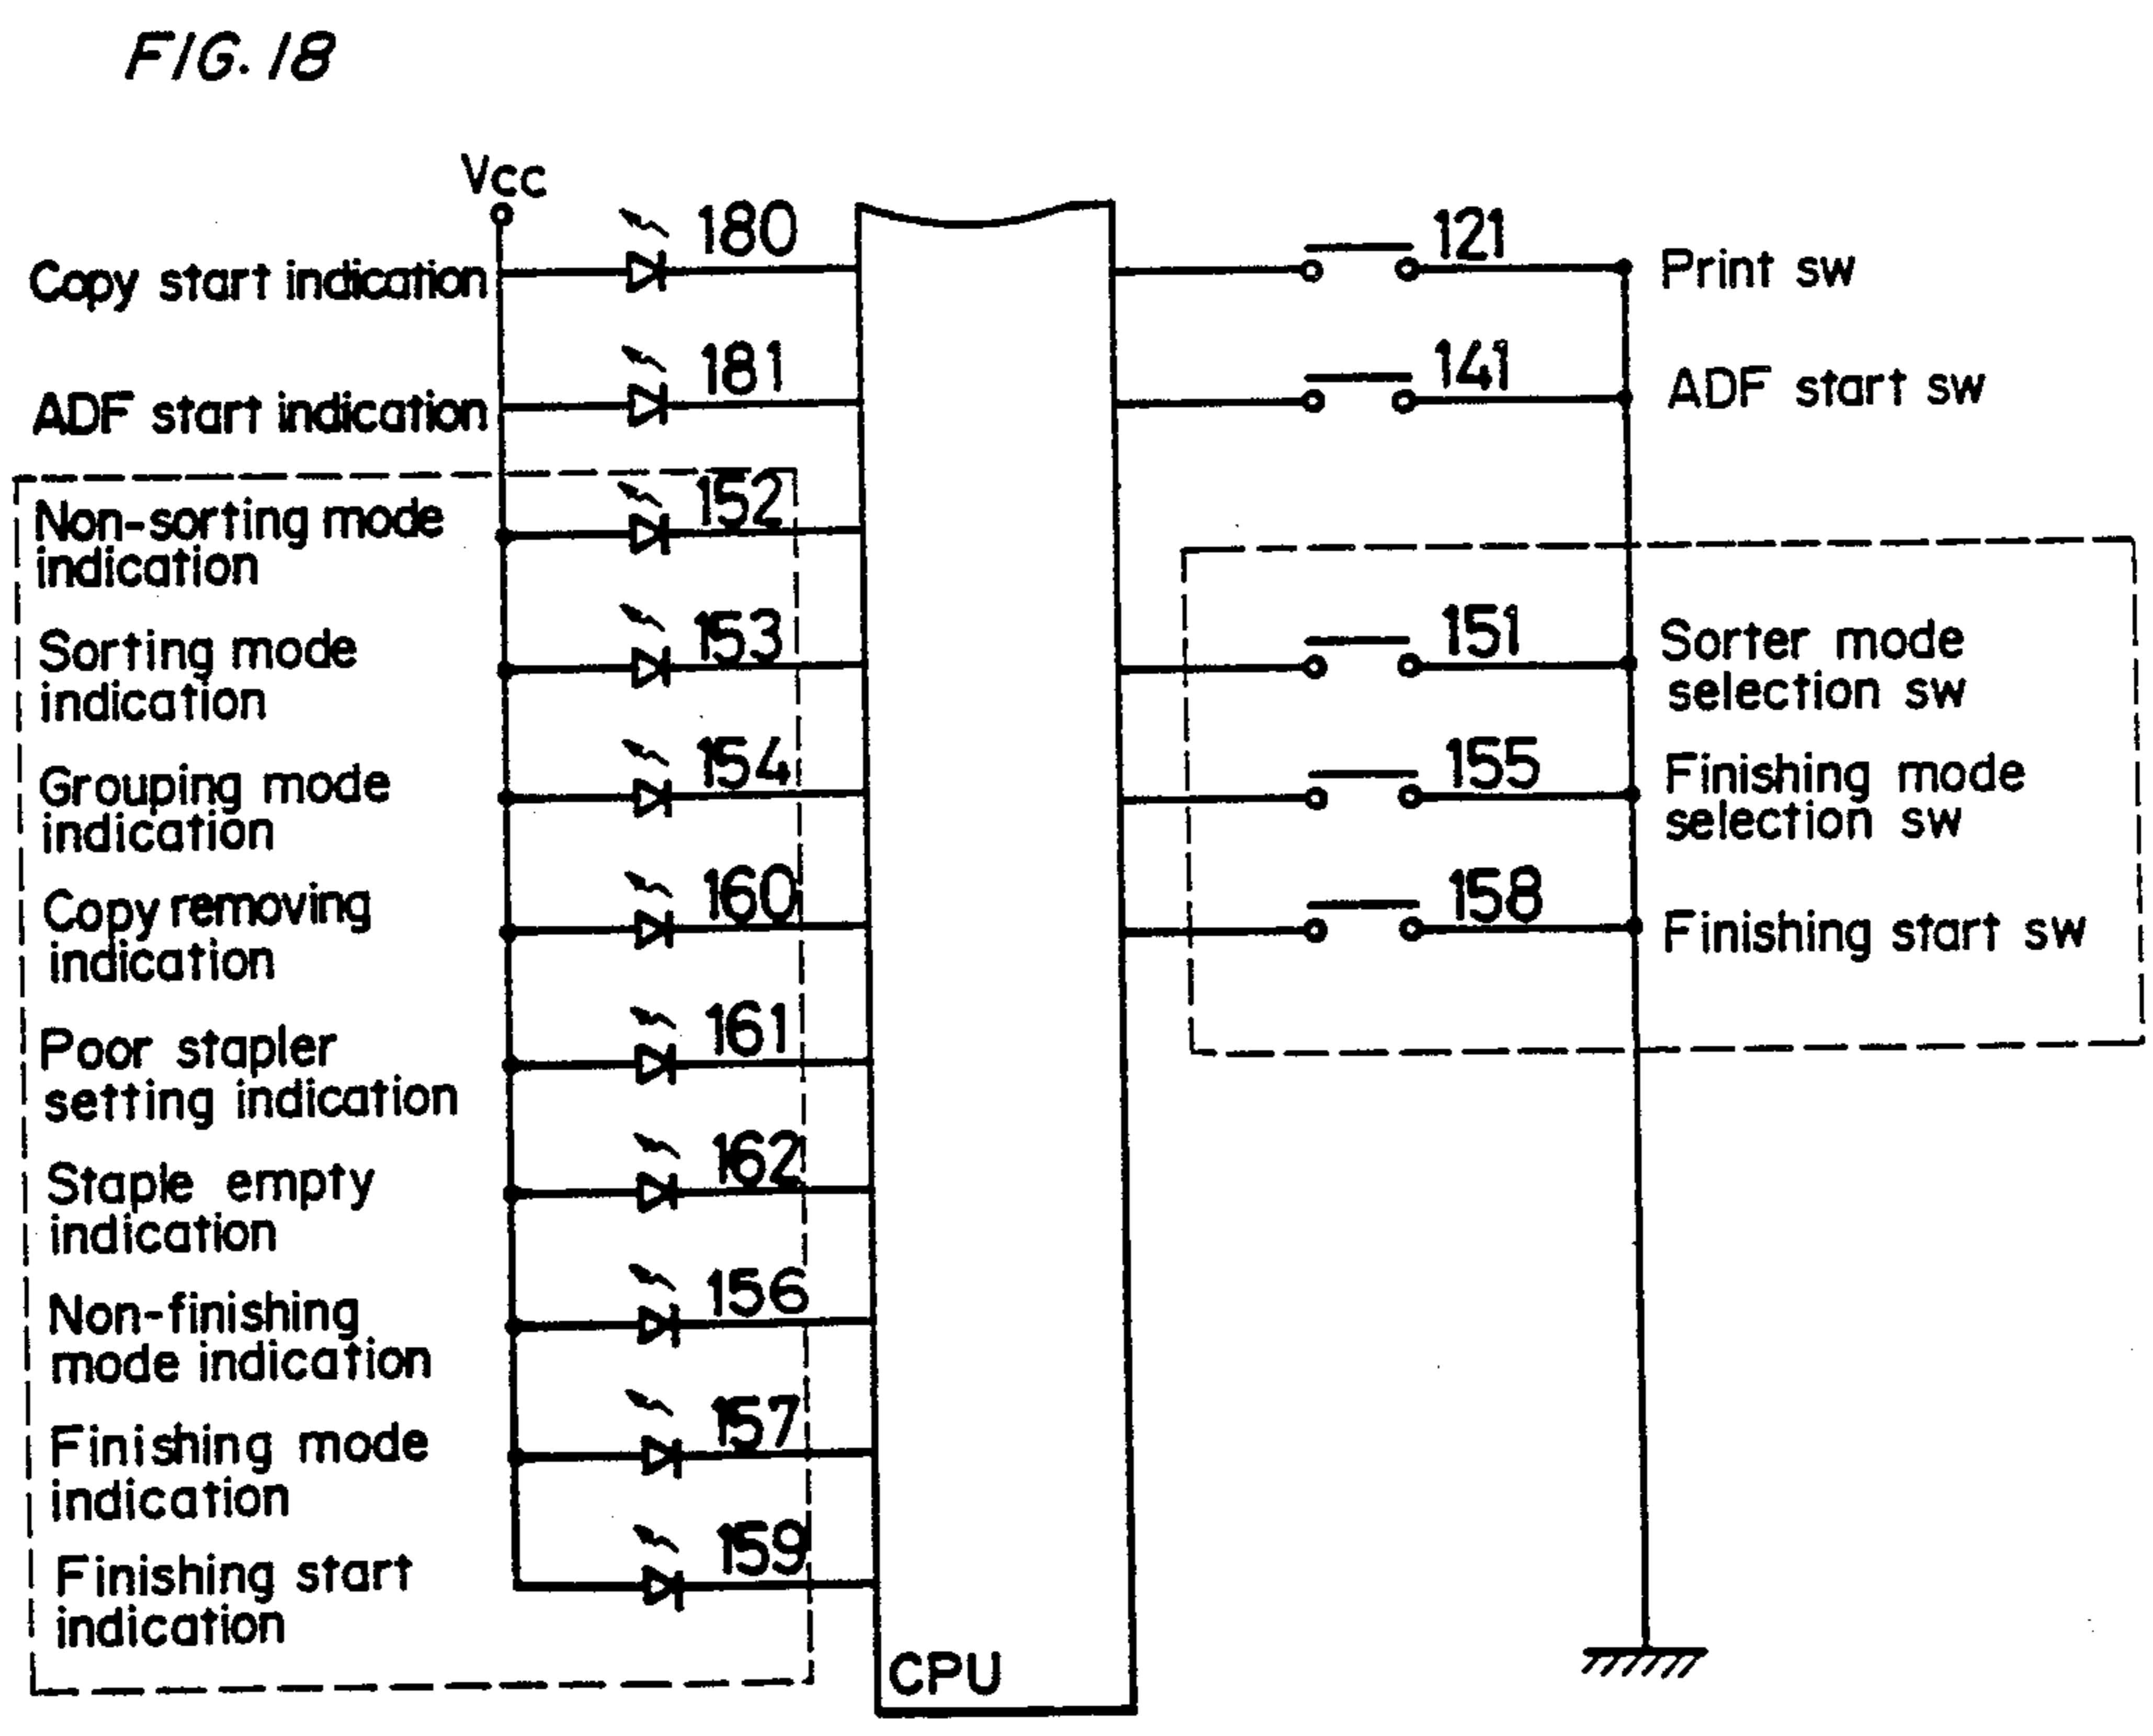 FIG. 18
Vcc
Copy start indication
180
ADF start indication
181
Non-sorting mode
indication
152
Sorting mode
indication
153
Grouping mode
indication
154
Copy removing
indication
160
Poor stapler
setting indication
161
Staple empty
indication
162
Non-finishing
mode indication
156
Finishing mode
indication
157
Finishing start
indication
159
CPU
121
Print sw
141
ADF start sw
151
Sorter mode
selection sw
155
Finishing mode
selection sw
158
Finishing start sw